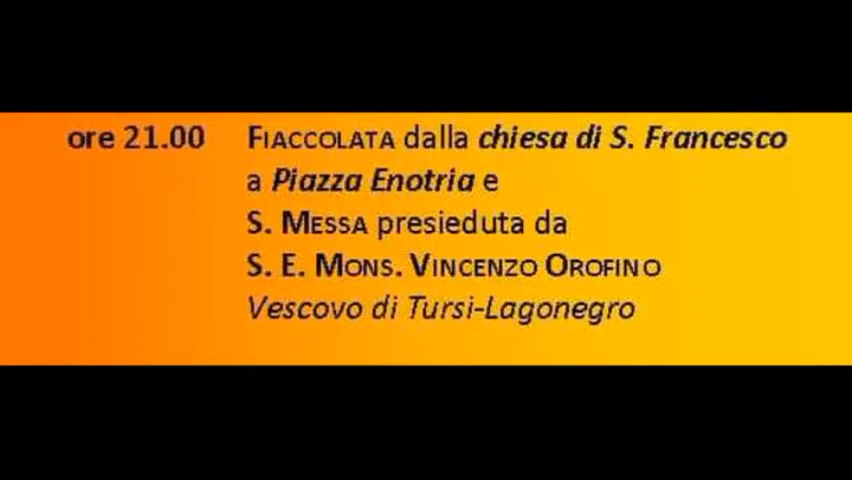 ore 21.00 FIACCOLATA dalla chiesa di S. Francesco
a Piazza Enotria e
S. MESSA presieduta da
S. E. MONS. VINCENZO OROFINO
Vescovo di Tursi-Lagonegro